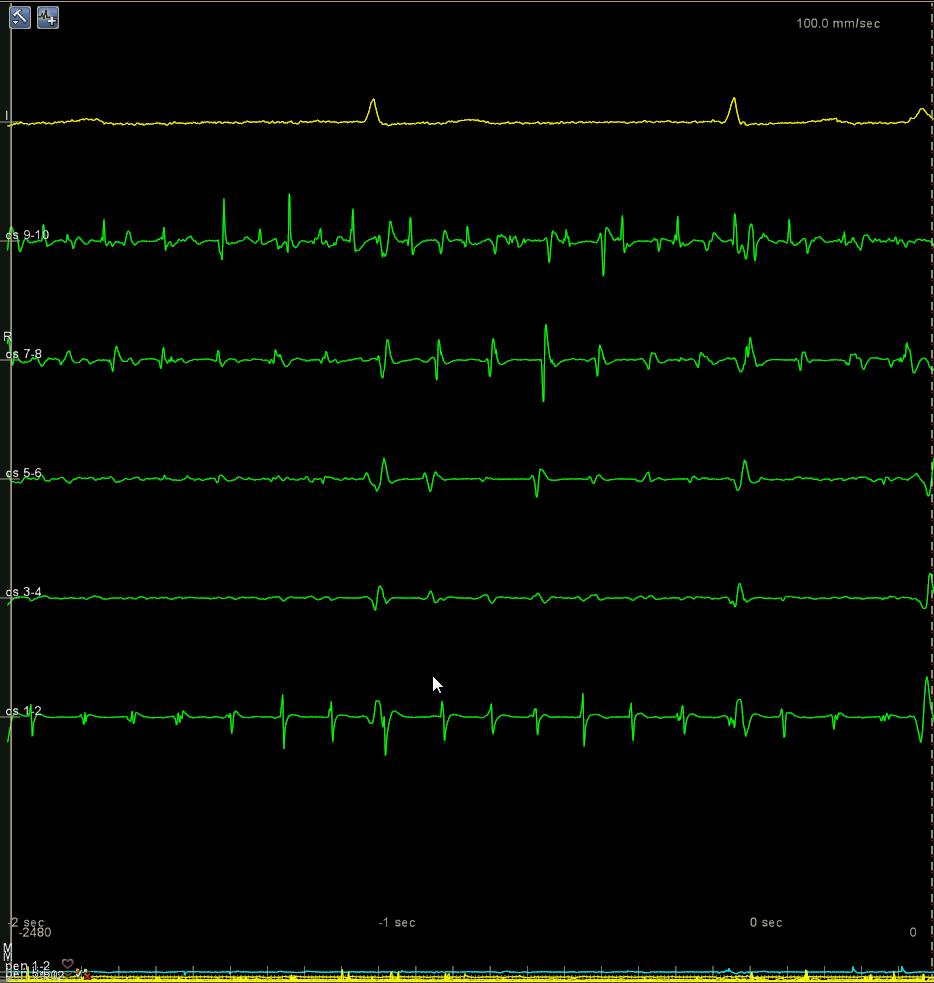 100.0 mm/sec
I
cs 9-10
R
cs 7-8
cs 5-6
cs 3-4
cs 1-2
-2 sec
-1 sec
0 sec
-2480
0
M
M
pen 1-2